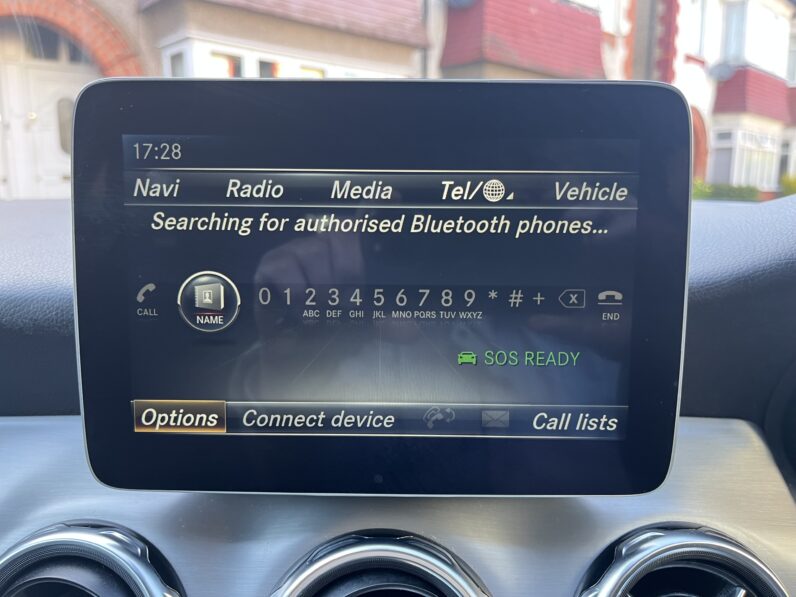 17:28
Navi Radio Media Tel/ Vehicle
Searching for authorised Bluetooth phones...
0 1 2 3 4 5 6 7 8 9 * # + x
CALL NAME ABC DEF GHI JKL MNO PQRS TUV WXYZ END
SOS READY
Options Connect device Call lists